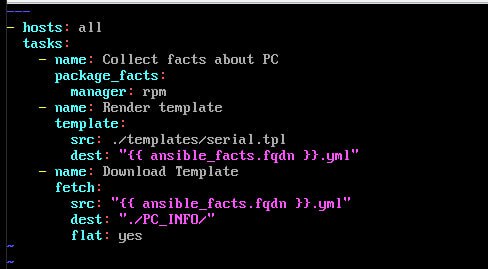 ---
- hosts: all
  tasks:
    - name: Collect facts about PC
      package_facts:
        manager: rpm
    - name: Render template
      template:
        src: ./templates/serial.tpl
        dest: "{{ ansible_facts.fqdn }}.yml"
    - name: Download Template
      fetch:
        src: "{{ ansible_facts.fqdn }}.yml"
        dest: "./PC_INFO/"
        flat: yes
~
~